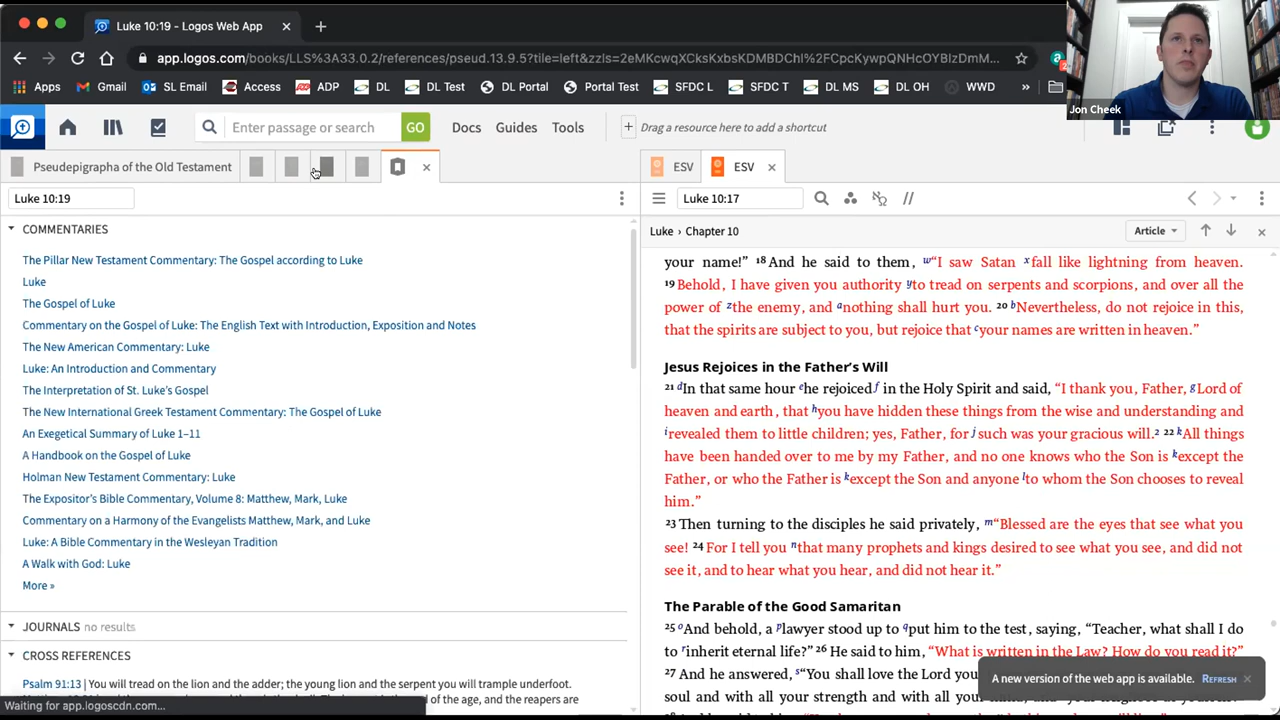 Luke 10:19 - Logos Web App
app.logos.com/books/LLS%3A33.0.2/references/pseud.13.9.5?tile=left&zzls=2eMKcwqXCksKxbsKDMBDChl%2FCpcKywpQNHcOYBIzDmM...
Apps Gmail SL Email Access ADP DL DL Test DL Portal Portal Test SFDC L SFDC T DL MS DL OH WWD »
Jon Cheek
Enter passage or search GO Docs Guides Tools Drag a resource here to add a shortcut
Pseudepigrapha of the Old Testament
Luke 10:19
COMMENTARIES
The Pillar New Testament Commentary: The Gospel according to Luke
Luke
The Gospel of Luke
Commentary on the Gospel of Luke: The English Text with Introduction, Exposition and Notes
The New American Commentary: Luke
Luke: An Introduction and Commentary
The Interpretation of St. Luke's Gospel
The New International Greek Testament Commentary: The Gospel of Luke
An Exegetical Summary of Luke 1–11
A Handbook on the Gospel of Luke
Holman New Testament Commentary: Luke
The Expositor's Bible Commentary, Volume 8: Matthew, Mark, Luke
Commentary on a Harmony of the Evangelists Matthew, Mark, and Luke
Luke: A Bible Commentary in the Wesleyan Tradition
A Walk with God: Luke
More »
JOURNALS no results
CROSS REFERENCES
Psalm 91:13 | You will tread on the lion and the adder; the young lion and the serpent you will trample underfoot.
of the age, and the reapers are
Waiting for app.logoscdn.com...
ESV ESV
Luke 10:17
Luke › Chapter 10 Article
your name!" 18 And he said to them, w"I saw Satan x fall like lightning from heaven.
19 Behold, I have given you authority y to tread on serpents and scorpions, and over all the
power of z the enemy, and a nothing shall hurt you. 20 b Nevertheless, do not rejoice in this,
that the spirits are subject to you, but rejoice that c your names are written in heaven."
Jesus Rejoices in the Father's Will
21 d In that same hour e he rejoiced f in the Holy Spirit and said, "I thank you, Father, g Lord of
heaven and earth, that h you have hidden these things from the wise and understanding and
i revealed them to little children; yes, Father, for j such was your gracious will. 2 22 k All things
have been handed over to me by my Father, and no one knows who the Son is k except the
Father, or who the Father is k except the Son and anyone l to whom the Son chooses to reveal
him."
23 Then turning to the disciples he said privately, m "Blessed are the eyes that see what you
see! 24 For I tell you n that many prophets and kings desired to see what you see, and did not
see it, and to hear what you hear, and did not hear it."
The Parable of the Good Samaritan
25 o And behold, a p lawyer stood up to q put him to the test, saying, "Teacher, what shall I do
to r inherit eternal life?" 26 He said to him, "What is written in the Law? How do you read it?"
27 And he answered, s "You shall love the Lord
soul and with all your strength and with all
A new version of the web app is available. REFRESH